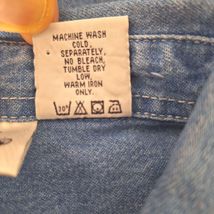 MACHINE WASH
COLD,
SEPARATELY,
NO BLEACH,
TUMBLE DRY
LOW,
WARM IRON
ONLY.
30°